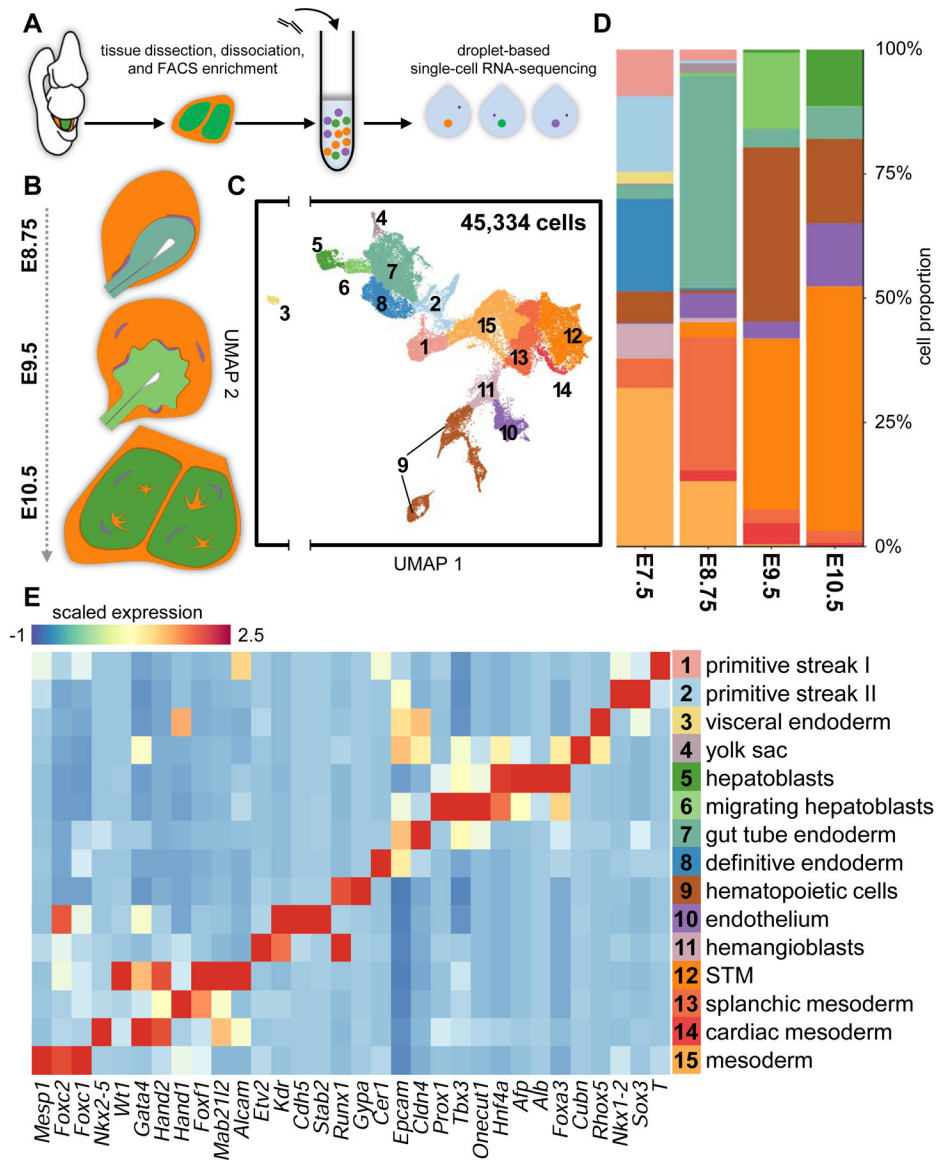 A
tissue dissection, dissociation,
and FACS enrichment
droplet-based
single-cell RNA-sequencing
B
E8.75
E9.5
E10.5
C
45,334 cells
4
5
7
6
8
2
3
15
12
1
13
14
11
10
9
UMAP 2
UMAP 1
D
100%
75%
50%
25%
0%
cell proportion
E7.5
E8.75
E9.5
E10.5
E
scaled expression
-1
2.5
1 primitive streak I
2 primitive streak II
3 visceral endoderm
4 yolk sac
5 hepatoblasts
6 migrating hepatoblasts
7 gut tube endoderm
8 definitive endoderm
9 hematopoietic cells
10 endothelium
11 hemangioblasts
12 STM
13 splanchic mesoderm
14 cardiac mesoderm
15 mesoderm
Mesp1
Foxc2
Foxc1
Nkx2-5
Wt1
Gata4
Hand2
Hand1
Foxf1
Mab21l2
Alcam
Etv2
Kdr
Cdh5
Stab2
Runx1
Gypa
Cer1
Epcam
Cldn4
Prox1
Tbx3
Onecut1
Hnf4a
Afp
Alb
Foxa3
Cubn
Rhox5
Nkx1-2
Sox3
T